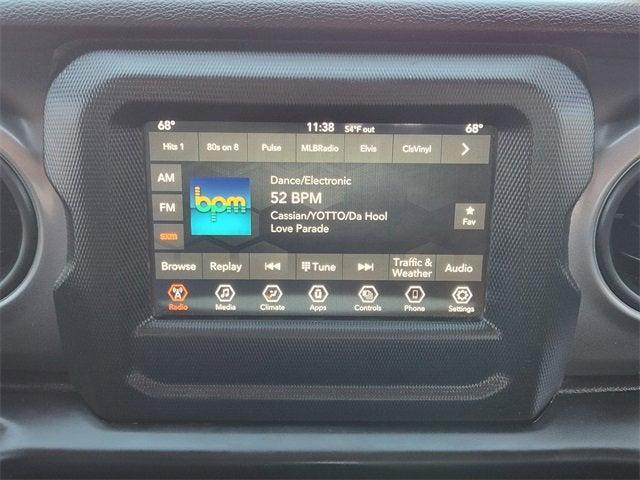 68° 11:38 54°F out 68°
Hits 1 80s on 8 Pulse MLBRadio Elvis ClsVinyl
AM
FM
sxm
bpm
Dance/Electronic
52 BPM
Cassian/YOTTO/Da Hool
Love Parade
Fav
Browse Replay Tune Traffic & Weather Audio
Radio Media Climate Apps Controls Phone Settings